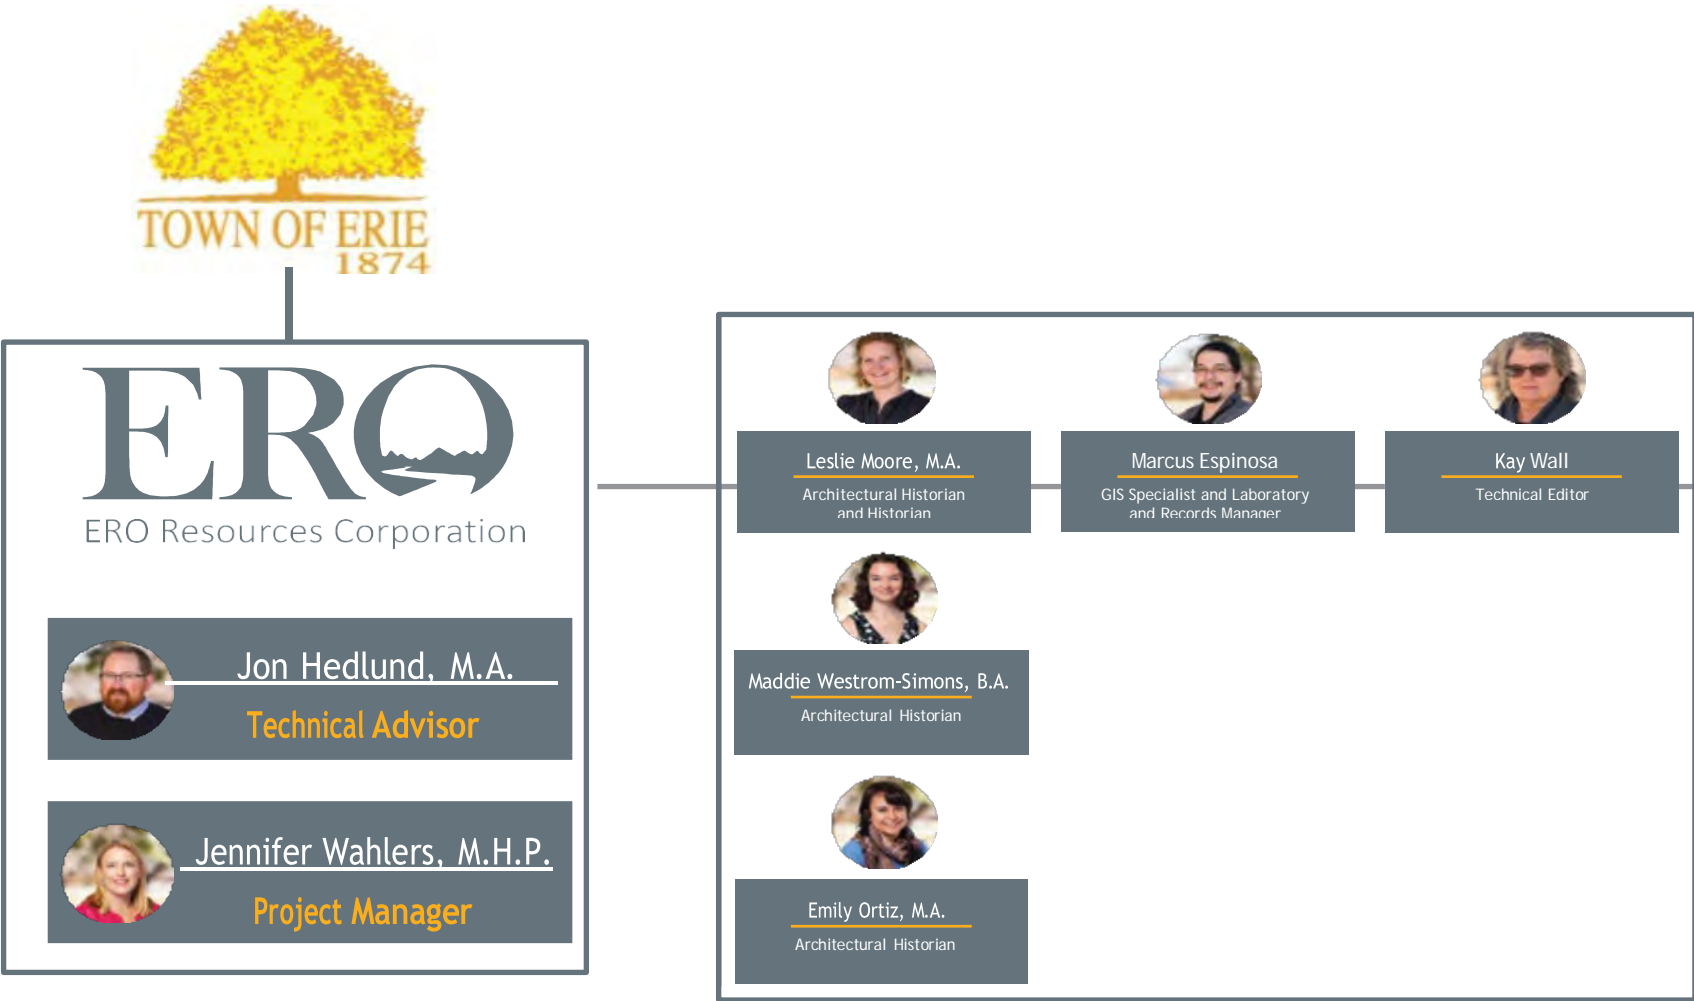 TOWN OF ERIE
1874
ERO
ERO Resources Corporation
Jon Hedlund, M.A.
Technical Advisor
Jennifer Wahlers, M.H.P.
Project Manager
Leslie Moore, M.A.
Architectural Historian
and Historian
Marcus Espinosa
GIS Specialist and Laboratory
and Records Manager
Kay Wall
Technical Editor
Maddie Westrom-Simons, B.A.
Architectural Historian
Emily Ortiz, M.A.
Architectural Historian